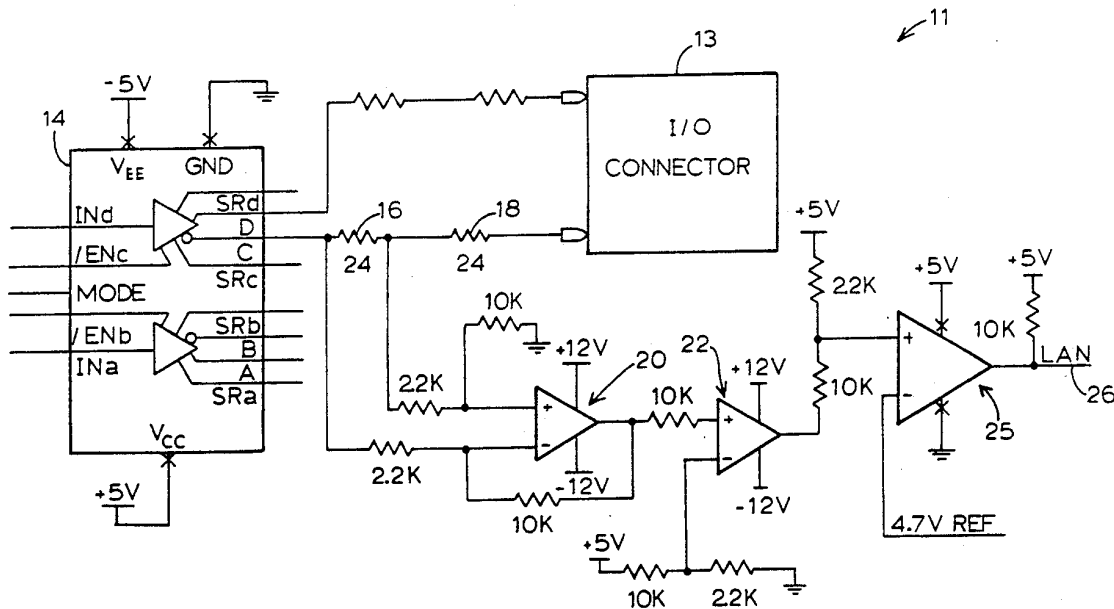 11
-5V
13
14
I/O
CONNECTOR
VEE
GND
SRd
INd
D
16
18
+5V
/ENc
C
24
24
SRc
MODE
2.2K
+5V
+5V
10K
SRb
/ENb
B
+12V
20
22
+12V
10K
LAN
INa
A
2.2K
10K
10K
SRa
+
-
+
-
+
-
26
25
VCC
2.2K
-12V
-12V
+5V
10K
4.7V REF
+5V
10K
2.2K